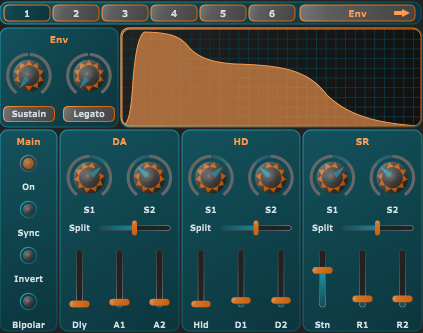 1 2 3 4 5 6 Env
Env
Sustain Legato
Main DA HD SR
On S1 S2 S1 S2 S1 S2
Split Split Split
Sync
Invert
Bipolar Dly A1 A2 Hld D1 D2 Stn R1 R2